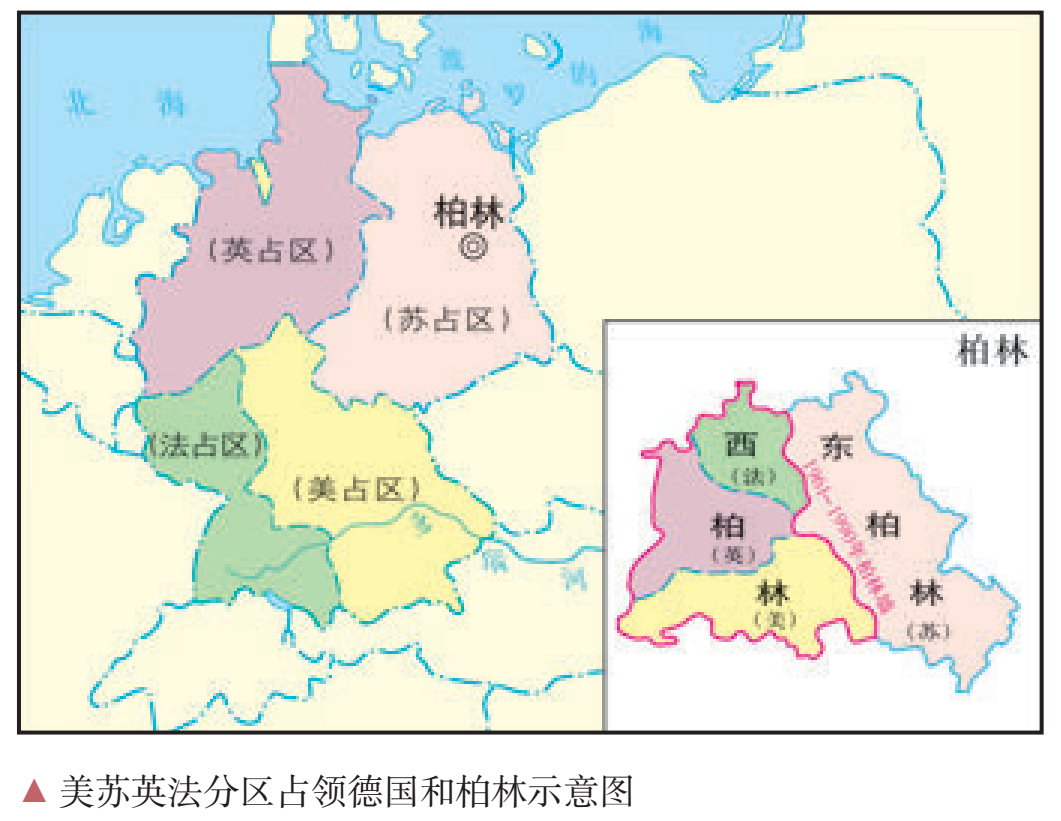 北海
波罗的海
柏林
(英占区)
(苏占区)
(法占区)
(美占区)
多瑙河
柏林
西柏林
(法)
(英)
(美)
东柏林
(苏)
1961-1990年柏林墙
▲ 美苏英法分区占领德国和柏林示意图